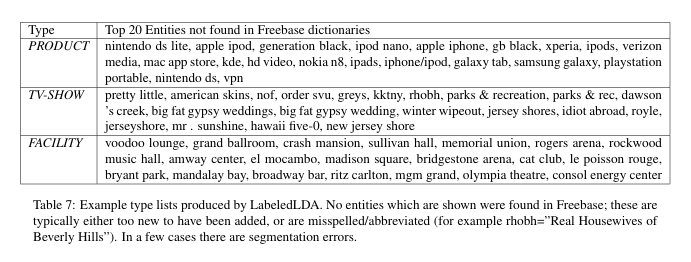 Type Top 20 Entities not found in Freebase dictionaries
PRODUCT nintendo ds lite, apple ipod, generation black, ipod nano, apple iphone, gb black, xperia, ipods, verizon
media, mac app store, kde, hd video, nokia n8, ipads, iphone/ipod, galaxy tab, samsung galaxy, playstation
portable, nintendo ds, vpn
TV-SHOW pretty little, american skins, nof, order svu, greys, kktny, rhobh, parks & recreation, parks & rec, dawson
's creek, big fat gypsy weddings, big fat gypsy wedding, winter wipeout, jersey shores, idiot abroad, royle,
jerseyshore, mr . sunshine, hawaii five-0, new jersey shore
FACILITY voodoo lounge, grand ballroom, crash mansion, sullivan hall, memorial union, rogers arena, rockwood
music hall, amway center, el mocambo, madison square, bridgestone arena, cat club, le poisson rouge,
bryant park, mandalay bay, broadway bar, ritz carlton, mgm grand, olympia theatre, consol energy center
Table 7: Example type lists produced by LabeledLDA. No entities which are shown were found in Freebase; these are
typically either too new to have been added, or are misspelled/abbreviated (for example rhobh="Real Housewives of
Beverly Hills"). In a few cases there are segmentation errors.